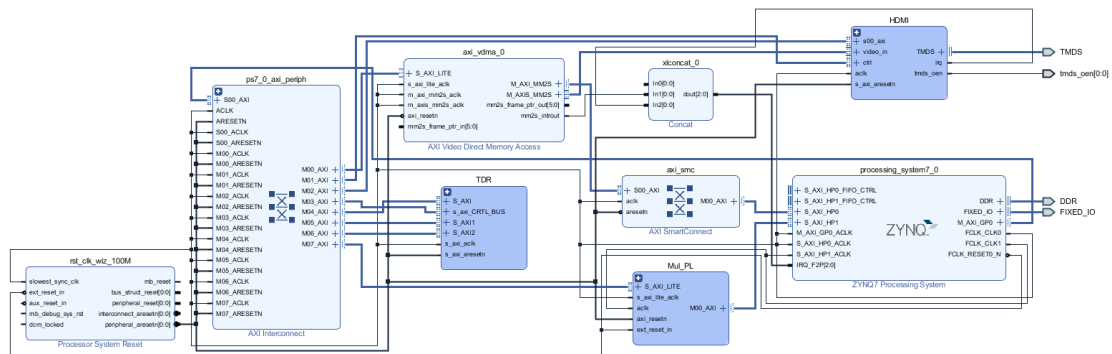 HDMI
s00_axi
video_in
ctrl
aclk
s_axi_aresetn
TMDS
irq
tmds_oen
TMDS
tmds_oen[0:0]
axi_vdma_0
S_AXI_LITE
s_axi_lite_aclk
m_axi_mm2s_aclk
m_axis_mm2s_aclk
axi_resetn
mm2s_frame_ptr_in[5:0]
M_AXI_MM2S
M_AXIS_MM2S
mm2s_frame_ptr_out[5:0]
mm2s_introut
AXI Video Direct Memory Access
xlconcat_0
In0[0:0]
In1[0:0]
In2[0:0]
dout[2:0]
Concat
ps7_0_axi_periph
S00_AXI
ACLK
ARESETN
S00_ACLK
S00_ARESETN
M00_ACLK
M00_ARESETN
M01_ACLK
M01_ARESETN
M02_ACLK
M02_ARESETN
M03_ACLK
M03_ARESETN
M04_ACLK
M04_ARESETN
M05_ACLK
M05_ARESETN
M06_ACLK
M06_ARESETN
M07_ACLK
M07_ARESETN
M00_AXI
M01_AXI
M02_AXI
M03_AXI
M04_AXI
M05_AXI
M06_AXI
M07_AXI
AXI Interconnect
TDR
S_AXI
s_axi_CRTL_BUS
S_AXI1
S_AXI2
s_axi_aclk
s_axi_aresetn
axi_smc
S00_AXI
aclk
aresetn
M00_AXI
AXI SmartConnect
processing_system7_0
S_AXI_HP0_FIFO_CTRL
S_AXI_HP1_FIFO_CTRL
S_AXI_HP0
S_AXI_HP1
M_AXI_GP0_ACLK
S_AXI_HP0_ACLK
S_AXI_HP1_ACLK
IRQ_F2P[2:0]
ZYNQ
DDR
FIXED_IO
M_AXI_GP0
FCLK_CLK0
FCLK_CLK1
FCLK_RESET0_N
ZYNQ7 Processing System
DDR
FIXED_IO
rst_clk_wiz_100M
slowest_sync_clk
ext_reset_in
aux_reset_in
mb_debug_sys_rst
dcm_locked
mb_reset
bus_struct_reset[0:0]
peripheral_reset[0:0]
interconnect_aresetn[0:0]
peripheral_aresetn[0:0]
Processor System Reset
Mul_PL
S_AXI_LITE
s_axi_lite_aclk
aclk
axi_resetn
ext_reset_in
M00_AXI